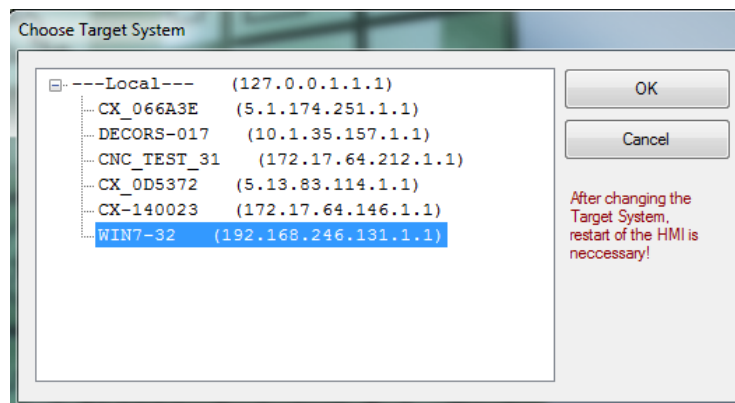 Choose Target System
---Local--- (127.0.0.1.1.1)
CX_066A3E (5.1.174.251.1.1)
DECORS-017 (10.1.35.157.1.1)
CNC_TEST_31 (172.17.64.212.1.1)
CX_0D5372 (5.13.83.114.1.1)
CX-140023 (172.17.64.146.1.1)
WIN7-32 (192.168.246.131.1.1)
OK
Cancel
After changing the
Target System,
restart of the HMI is
neccessary!